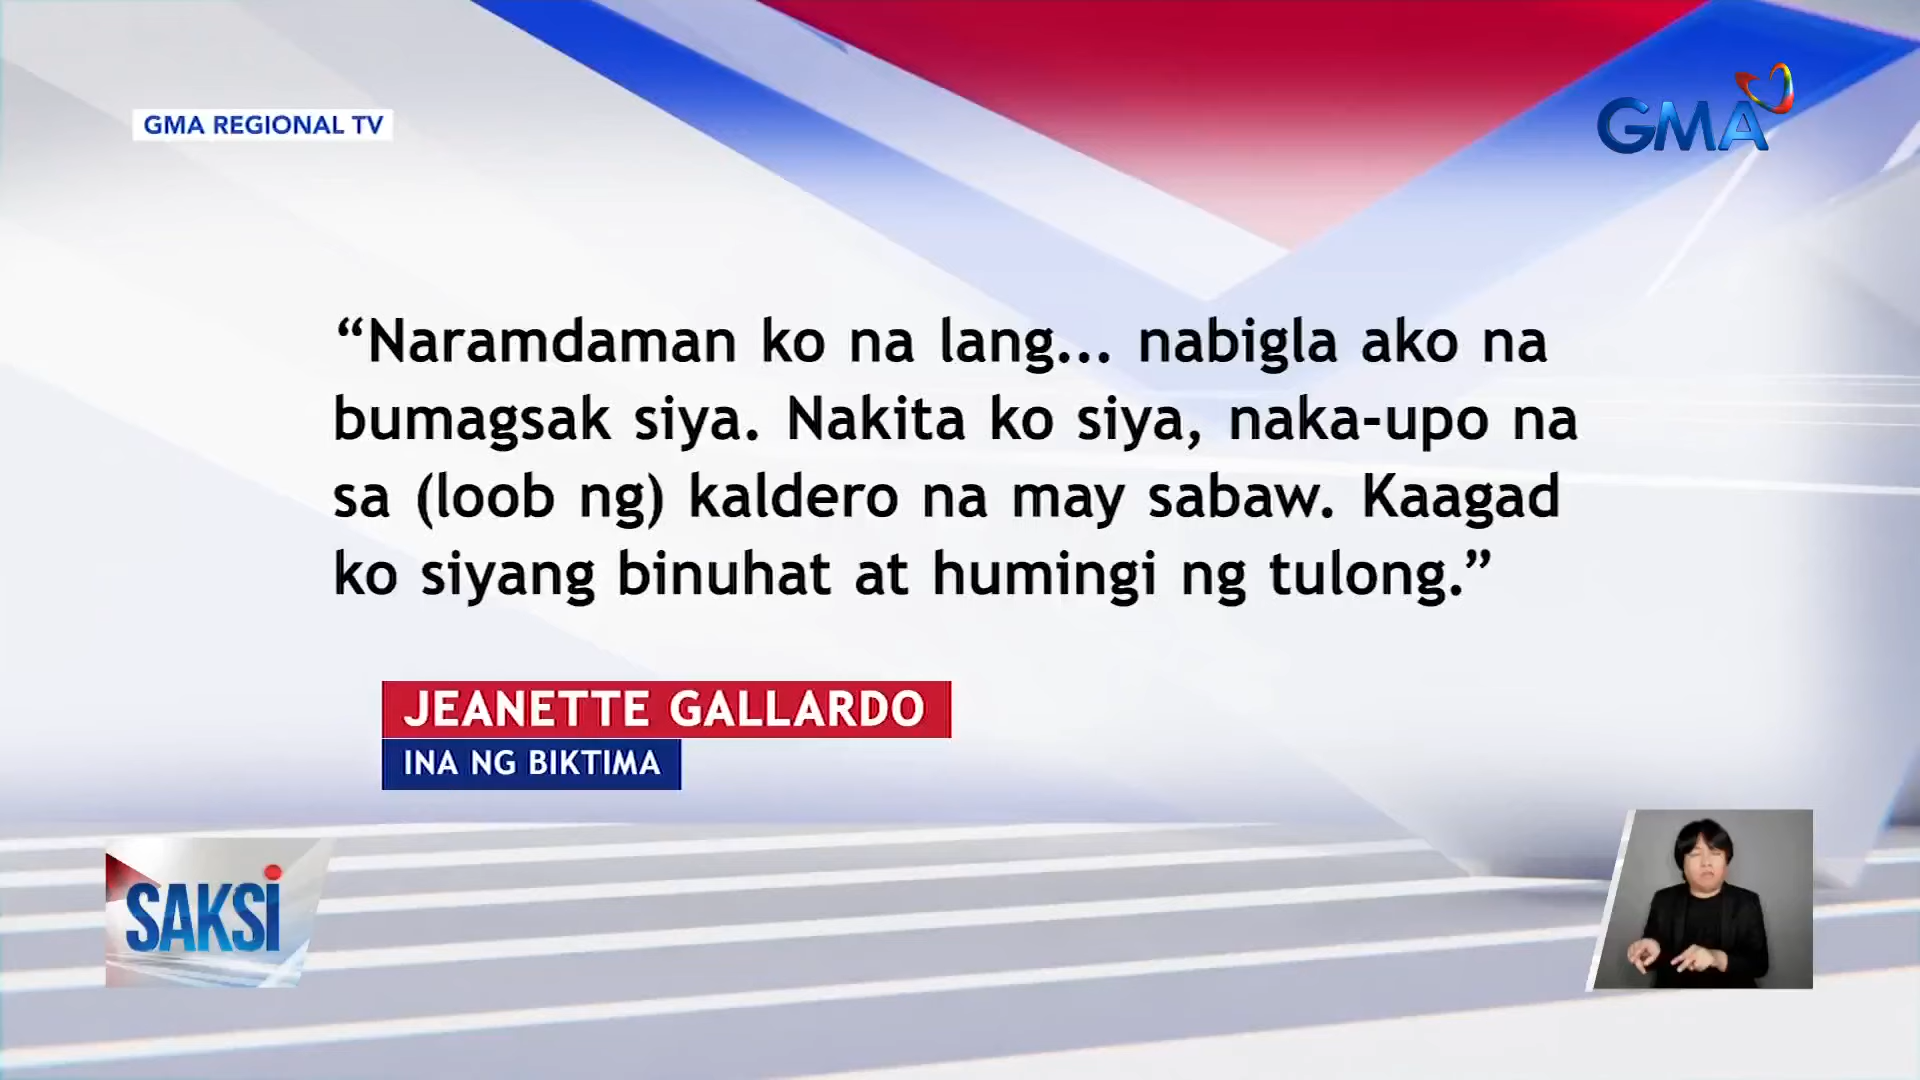 GMA REGIONAL TV
GMA
“Naramdaman ko na lang... nabigla ako na
bumagsak siya. Nakita ko siya, naka-upo na
sa (loob ng) kaldero na may sabaw. Kaagad
ko siyang binuhat at humingi ng tulong.”
JEANETTE GALLARDO
INA NG BIKTIMA
SAKSI